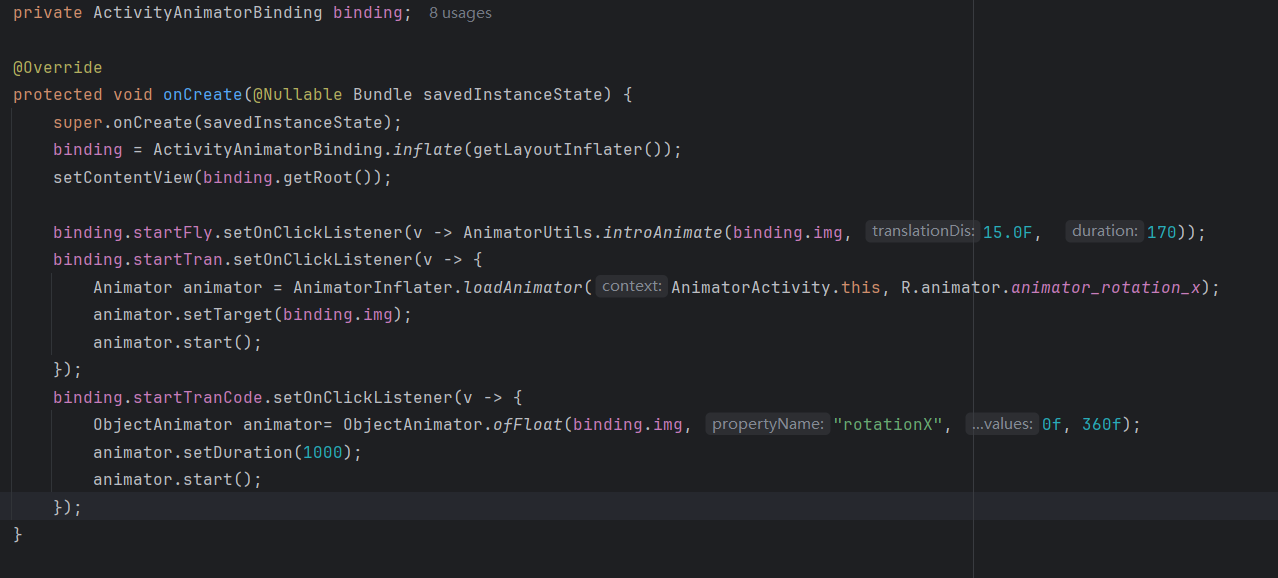 private ActivityAnimatorBinding binding; 8 usages
@Override
protected void onCreate(@Nullable Bundle savedInstanceState) {
super.onCreate(savedInstanceState);
binding = ActivityAnimatorBinding.inflate(getLayoutInflater());
setContentView(binding.getRoot());
binding.startFly.setOnClickListener(v -> AnimatorUtils.introAnimate(binding.img, translationDis: 15.0F, duration: 170));
binding.startTran.setOnClickListener(v -> {
Animator animator = AnimatorInflater.loadAnimator( context: AnimatorActivity.this, R.animator.animator_rotation_x);
animator.setTarget(binding.img);
animator.start();
});
binding.startTranCode.setOnClickListener(v -> {
ObjectAnimator animator= ObjectAnimator.ofFloat(binding.img, propertyName: "rotationX", ...values: 0f, 360f);
animator.setDuration(1000);
animator.start();
});
}